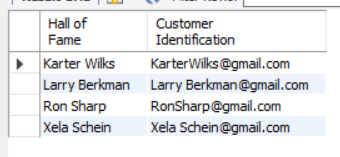 Hall of Customer
Fame Identification
Karter Wilks KarterWilks@gmail.com
Larry Berkman Larry Berkman@gmail.com
Ron Sharp RonSharp@gmail.com
Xela Schein Xela Schein@gmail.com